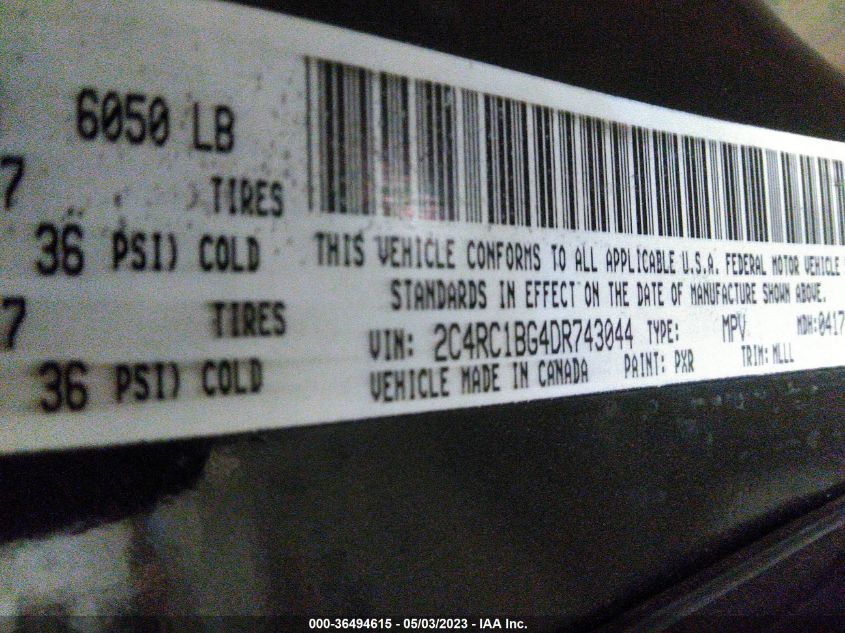 6050 LB
7 TIRES
36 PSI) COLD
7 TIRES
36 PSI) COLD
THIS VEHICLE CONFORMS TO ALL APPLICABLE U.S.A. FEDERAL MOTOR VEHICLE
STANDARDS IN EFFECT ON THE DATE OF MANUFACTURE SHOWN ABOVE.
VIN: 2C4RC1BG4DR743044 TYPE: MPV MDH:0417
VEHICLE MADE IN CANADA PAINT: PXR TRIM: MLLL
000-36494615 - 05/03/2023 - IAA Inc.